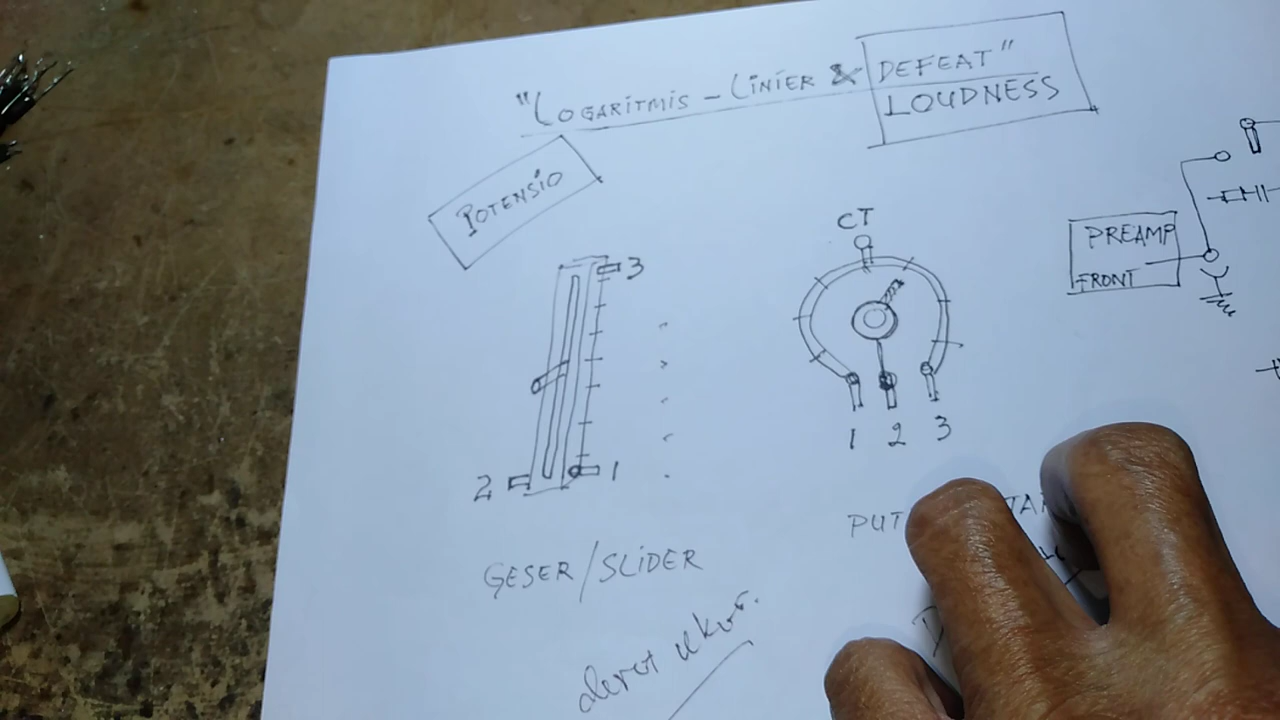 "LOGARITMIS - LINIER & DEFEAT"
LOUDNESS
POTENSIO
CT
3
PREAMP
FRONT
2
1
1 2 3
PUT
GESER/SLIDER
deret ukur.